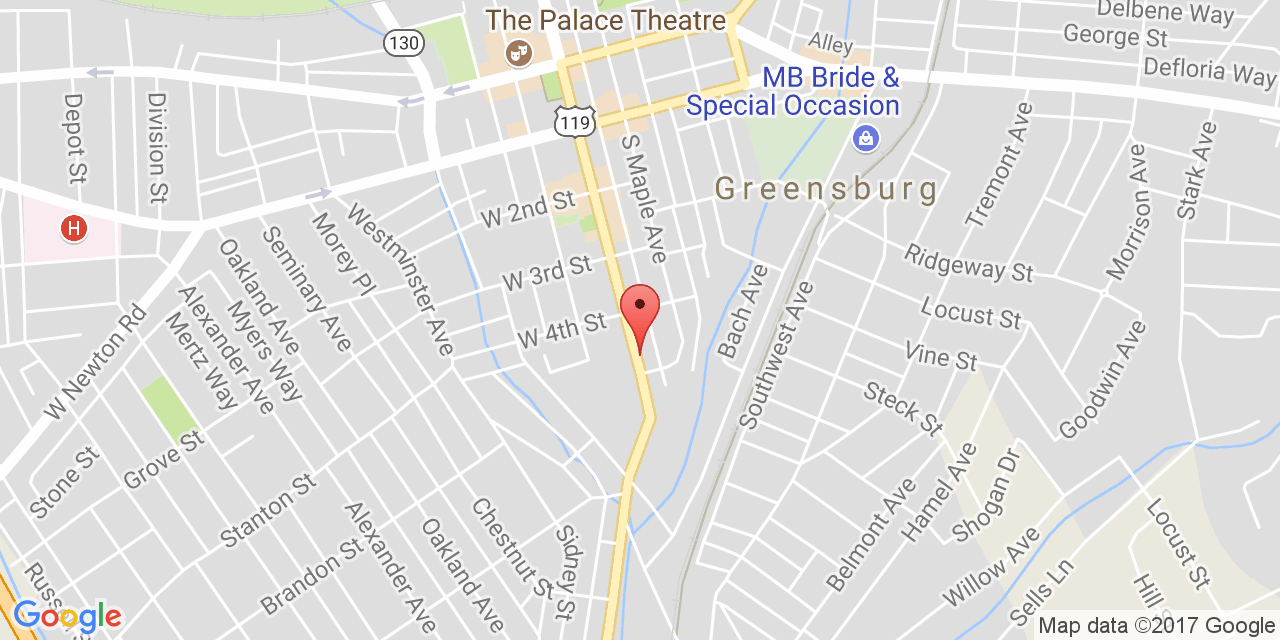 The Palace Theatre
130
119
Alley
Delbene Way
George St
Defloria Way
MB Bride &
Special Occasion
Depot St
Division St
S Maple Ave
Tremont Ave
Morrison Ave
Stark Ave
Greensburg
H
W 2nd St
Westminster Ave
Morey Pl
Seminary Ave
Oakland Ave
W 3rd St
Ridgeway St
Bach Ave
Southwest Ave
Locust St
Alexander Ave
Myers Way
Mertz Way
W Newton Rd
W 4th St
Vine St
Goodwin Ave
Steck St
Grove St
Stone St
Stanton St
Hamel Ave
Shogan Dr
Belmont Ave
Alexander Ave
Oakland Ave
Chestnut St
Sidney St
Brandon St
Willow Ave
Sells Ln
Locust St
Hill
Russ
Google
Map data ©2017 Google